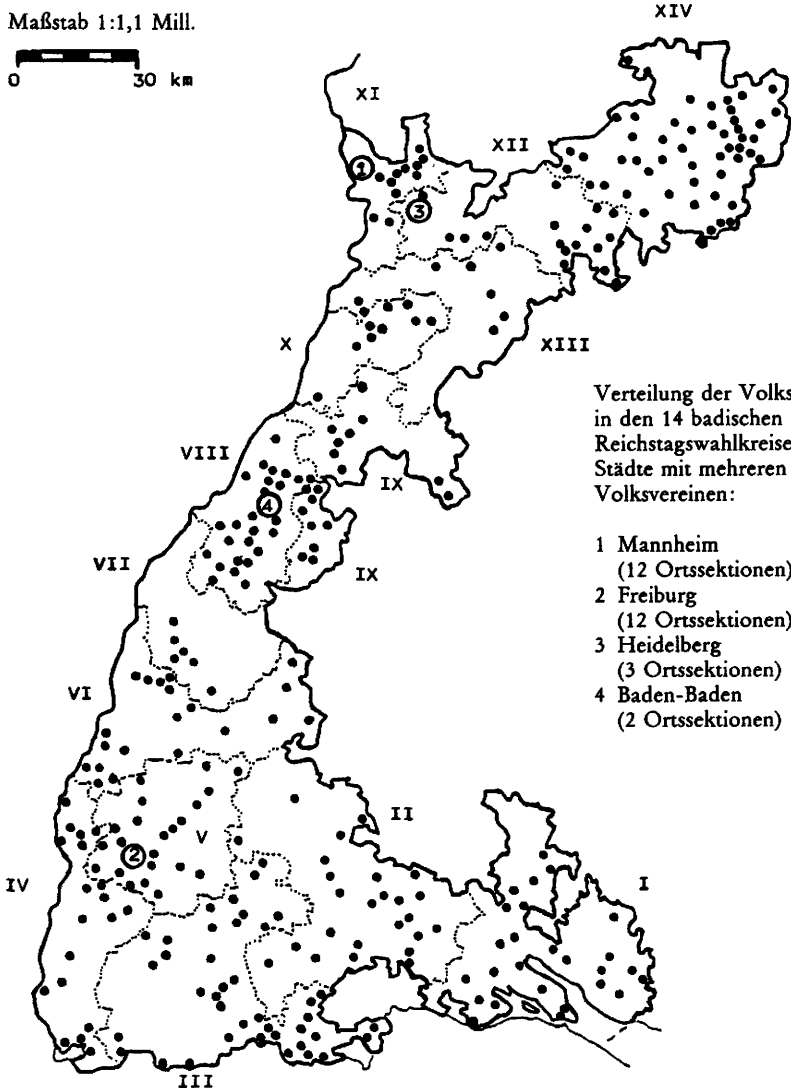 Maßstab 1:1,1 Mill.
0 30 km
XIV
XI
XII
1
3
X
XIII
Verteilung der Volks
in den 14 badischen
Reichstagswahlkreise
Städte mit mehreren
Volksvereinen:
VIII
IX
4
VII
IX
1 Mannheim
(12 Ortssektionen)
2 Freiburg
(12 Ortssektionen)
3 Heidelberg
(3 Ortssektionen)
4 Baden-Baden
(2 Ortssektionen)
VI
II
V
2
IV
I
III